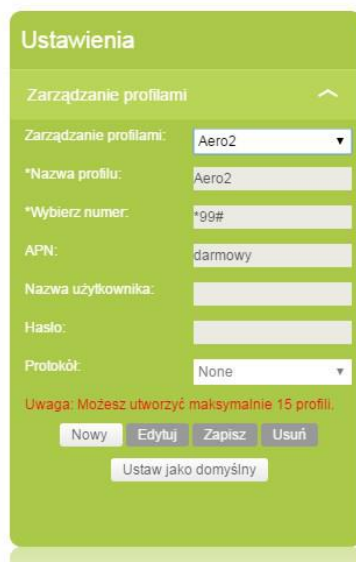 Ustawienia
Zarządzanie profilami
Zarządzanie profilami: Aero2
*Nazwa profilu: Aero2
*Wybierz numer: *99#
APN: darmowy
Nazwa użytkownika:
Hasło:
Protokół: None
Uwaga: Możesz utworzyć maksymalnie 15 profili.
Nowy Edytuj Zapisz Usuń
Ustaw jako domyślny